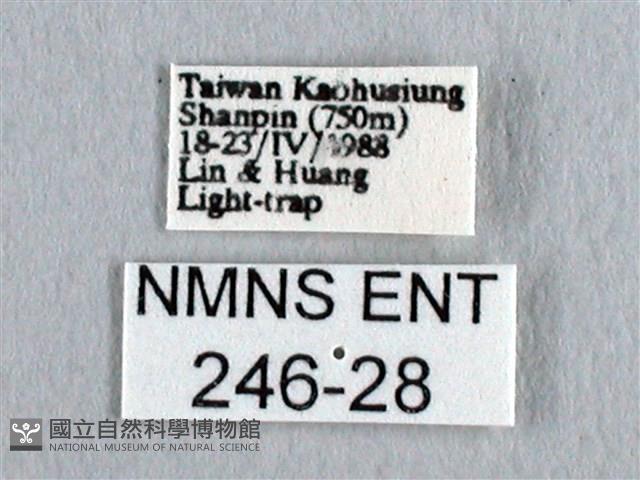 Taiwan Kaohusiung
Shanpin (750m)
18-23/IV/1988
Lin & Huang
Light-trap
NMNS ENT
246-28
國立自然科學博物館
NATIONAL MUSEUM OF NATURAL SCIENCE